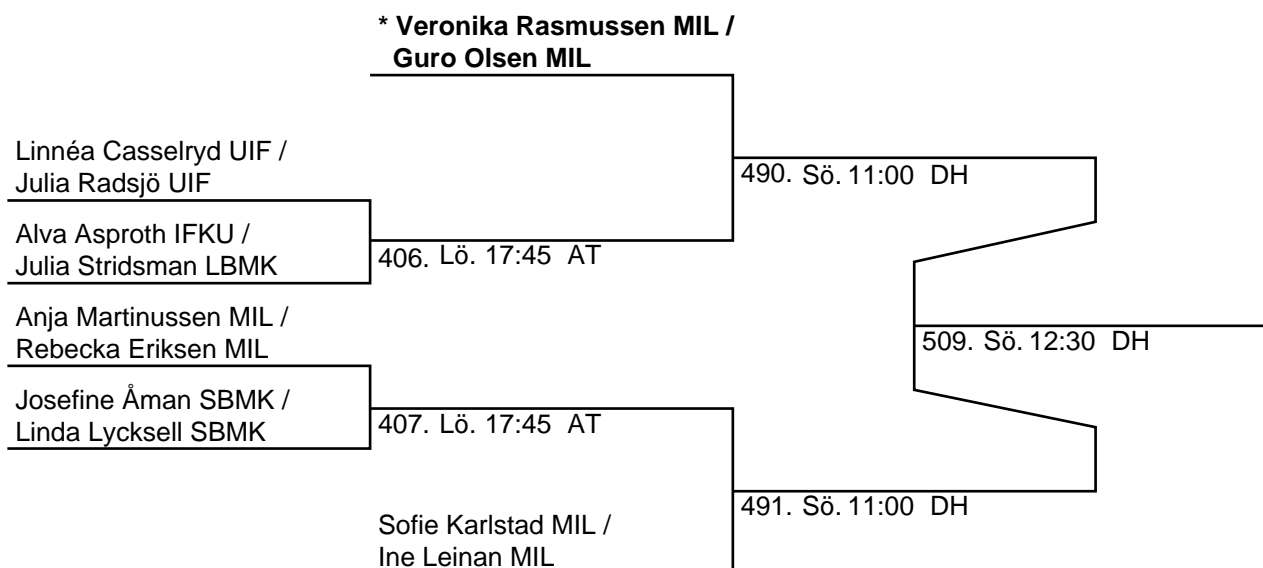 * Veronika Rasmussen MIL /
Guro Olsen MIL
Linnéa Casselryd UIF /
Julia Radsjö UIF
490. Sö. 11:00 DH
Alva Asproth IFKU /
Julia Stridsman LBMK
406. Lö. 17:45 AT
Anja Martinussen MIL /
Rebecka Eriksen MIL
509. Sö. 12:30 DH
Josefine Åman SBMK /
Linda Lycksell SBMK
407. Lö. 17:45 AT
491. Sö. 11:00 DH
Sofie Karlstad MIL /
Ine Leinan MIL